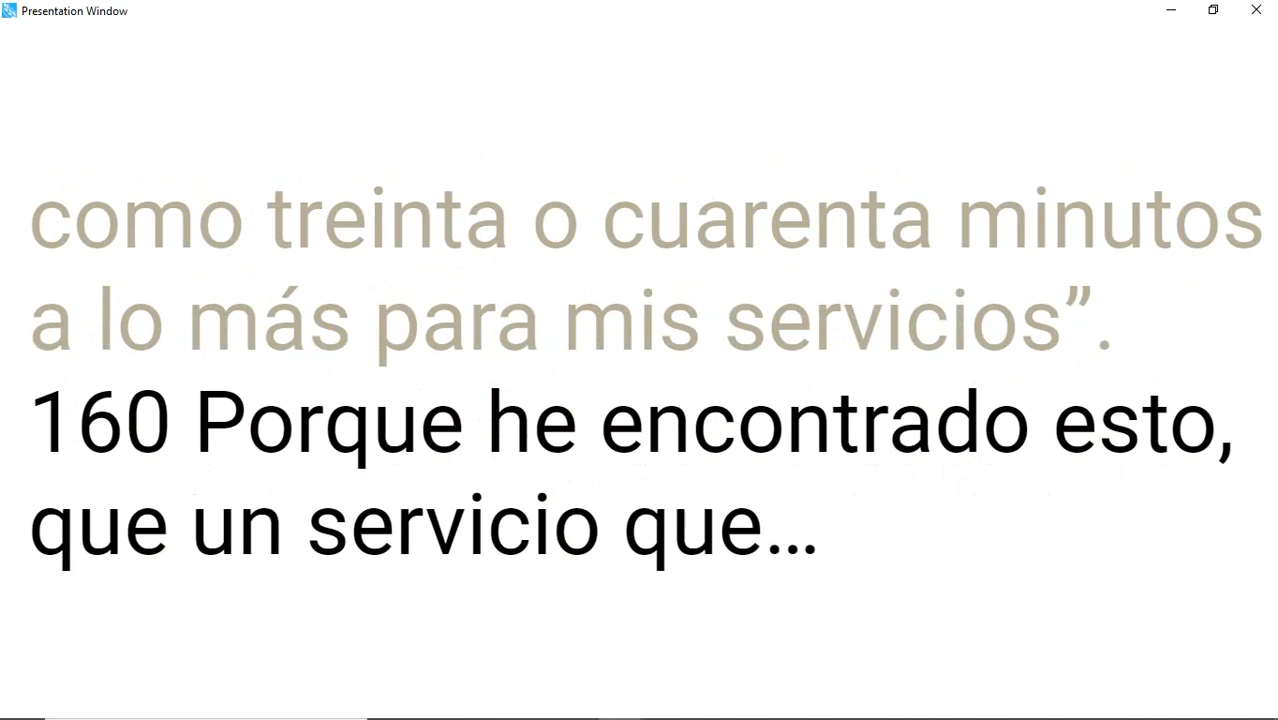 Presentation Window
como treinta o cuarenta minutos
a lo más para mis servicios”.
160 Porque he encontrado esto,
que un servicio que…